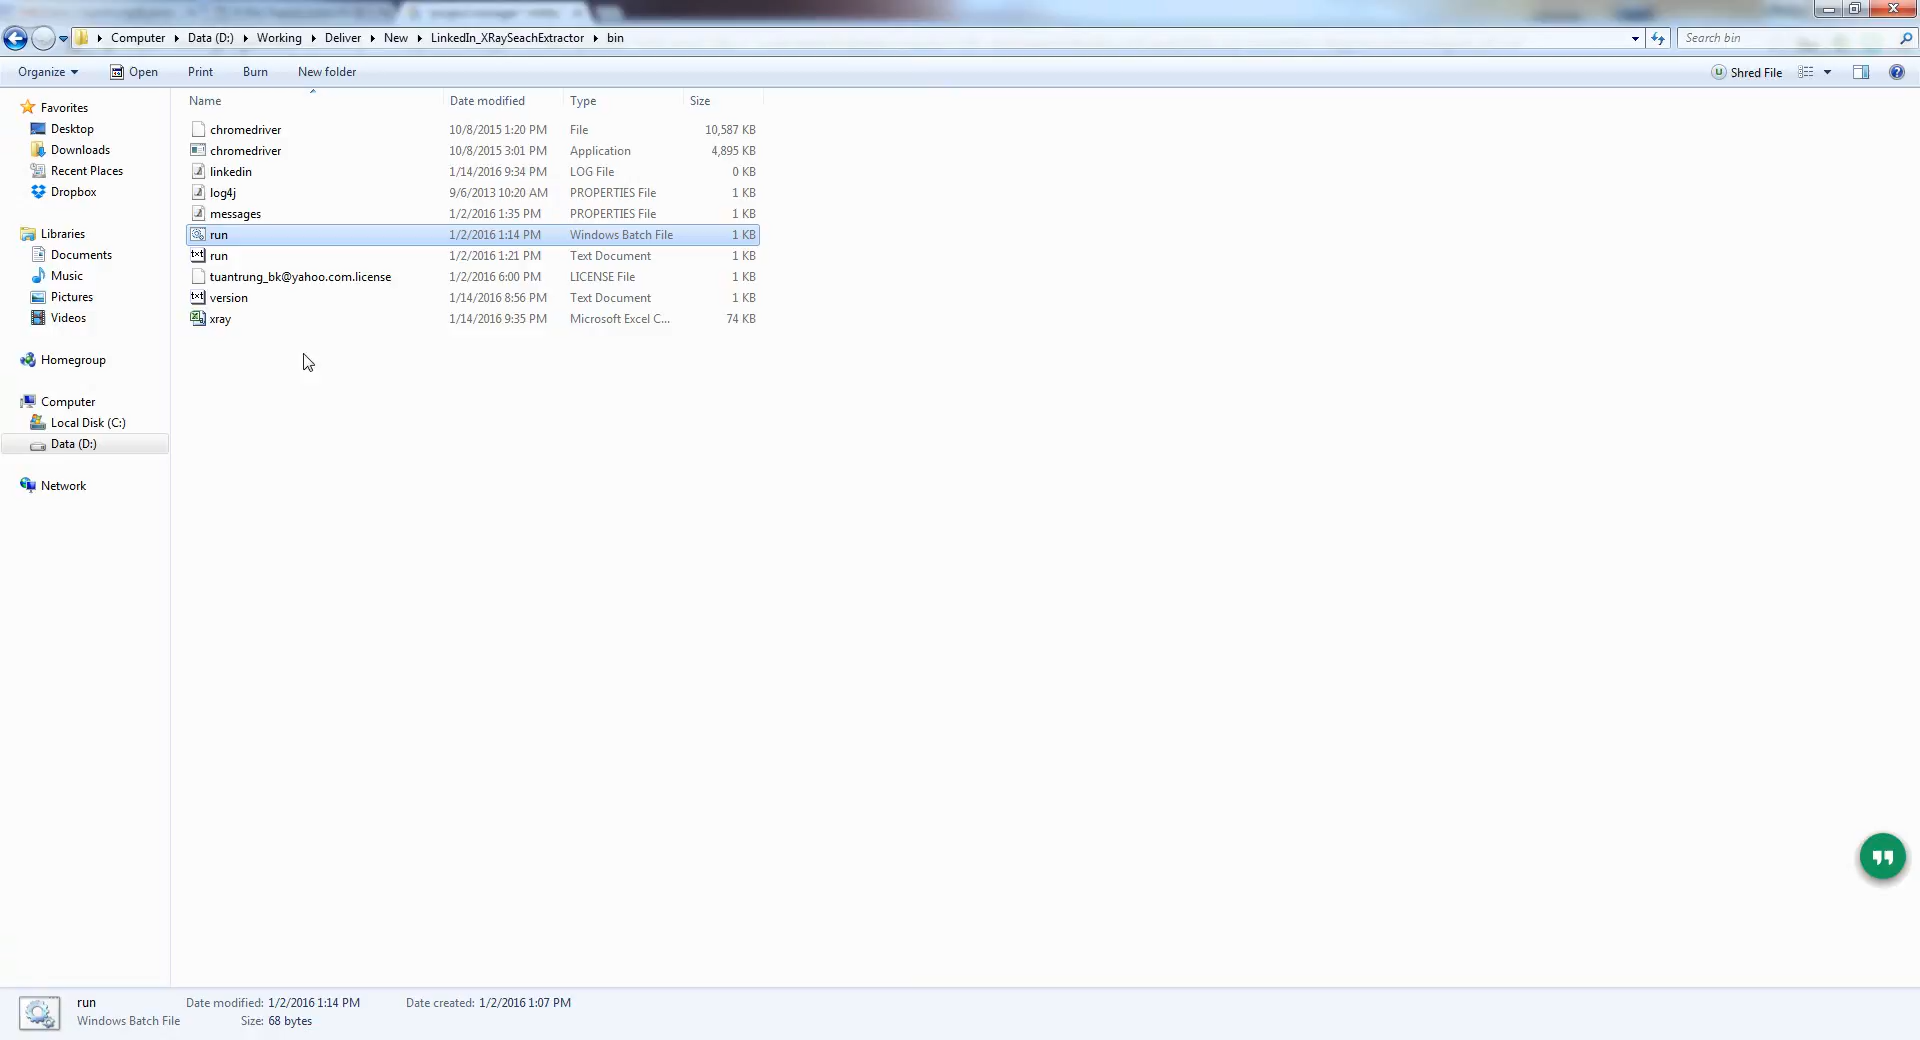 Computer Data (D:) Working Deliver New LinkedIn_XRaySeachExtractor bin Search bin
Organize Open Print Burn New folder Shred File
Name Date modified Type Size
chromedriver 10/8/2015 1:20 PM File 10,587 KB
chromedriver 10/8/2015 3:01 PM Application 4,895 KB
linkedin 1/14/2016 9:34 PM LOG File 0 KB
log4j 9/6/2013 10:20 AM PROPERTIES File 1 KB
messages 1/2/2016 1:35 PM PROPERTIES File 1 KB
run 1/2/2016 1:14 PM Windows Batch File 1 KB
run 1/2/2016 1:21 PM Text Document 1 KB
tuantrung_bk@yahoo.com.license 1/2/2016 6:00 PM LICENSE File 1 KB
version 1/14/2016 8:56 PM Text Document 1 KB
xray 1/14/2016 9:35 PM Microsoft Excel C... 74 KB
Favorites
Desktop
Downloads
Recent Places
Dropbox
Libraries
Documents
Music
Pictures
Videos
Homegroup
Computer
Local Disk (C:)
Data (D:)
Network
run Date modified: 1/2/2016 1:14 PM Date created: 1/2/2016 1:07 PM
Windows Batch File Size: 68 bytes